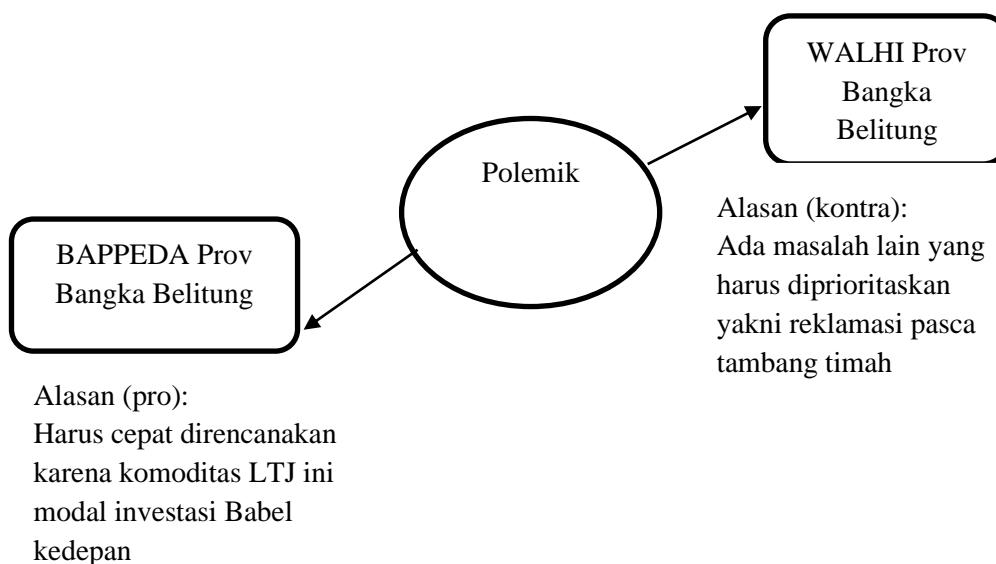 WALHI Prov
Bangka
Belitung
Polemik
Alasan (kontra):
Ada masalah lain yang
harus diprioritaskan
yakni reklamasi pasca
tambang timah
BAPPEDA Prov
Bangka Belitung
Alasan (pro):
Harus cepat direncanakan
karena komoditas LTJ ini
modal investasi Babel
kedepan